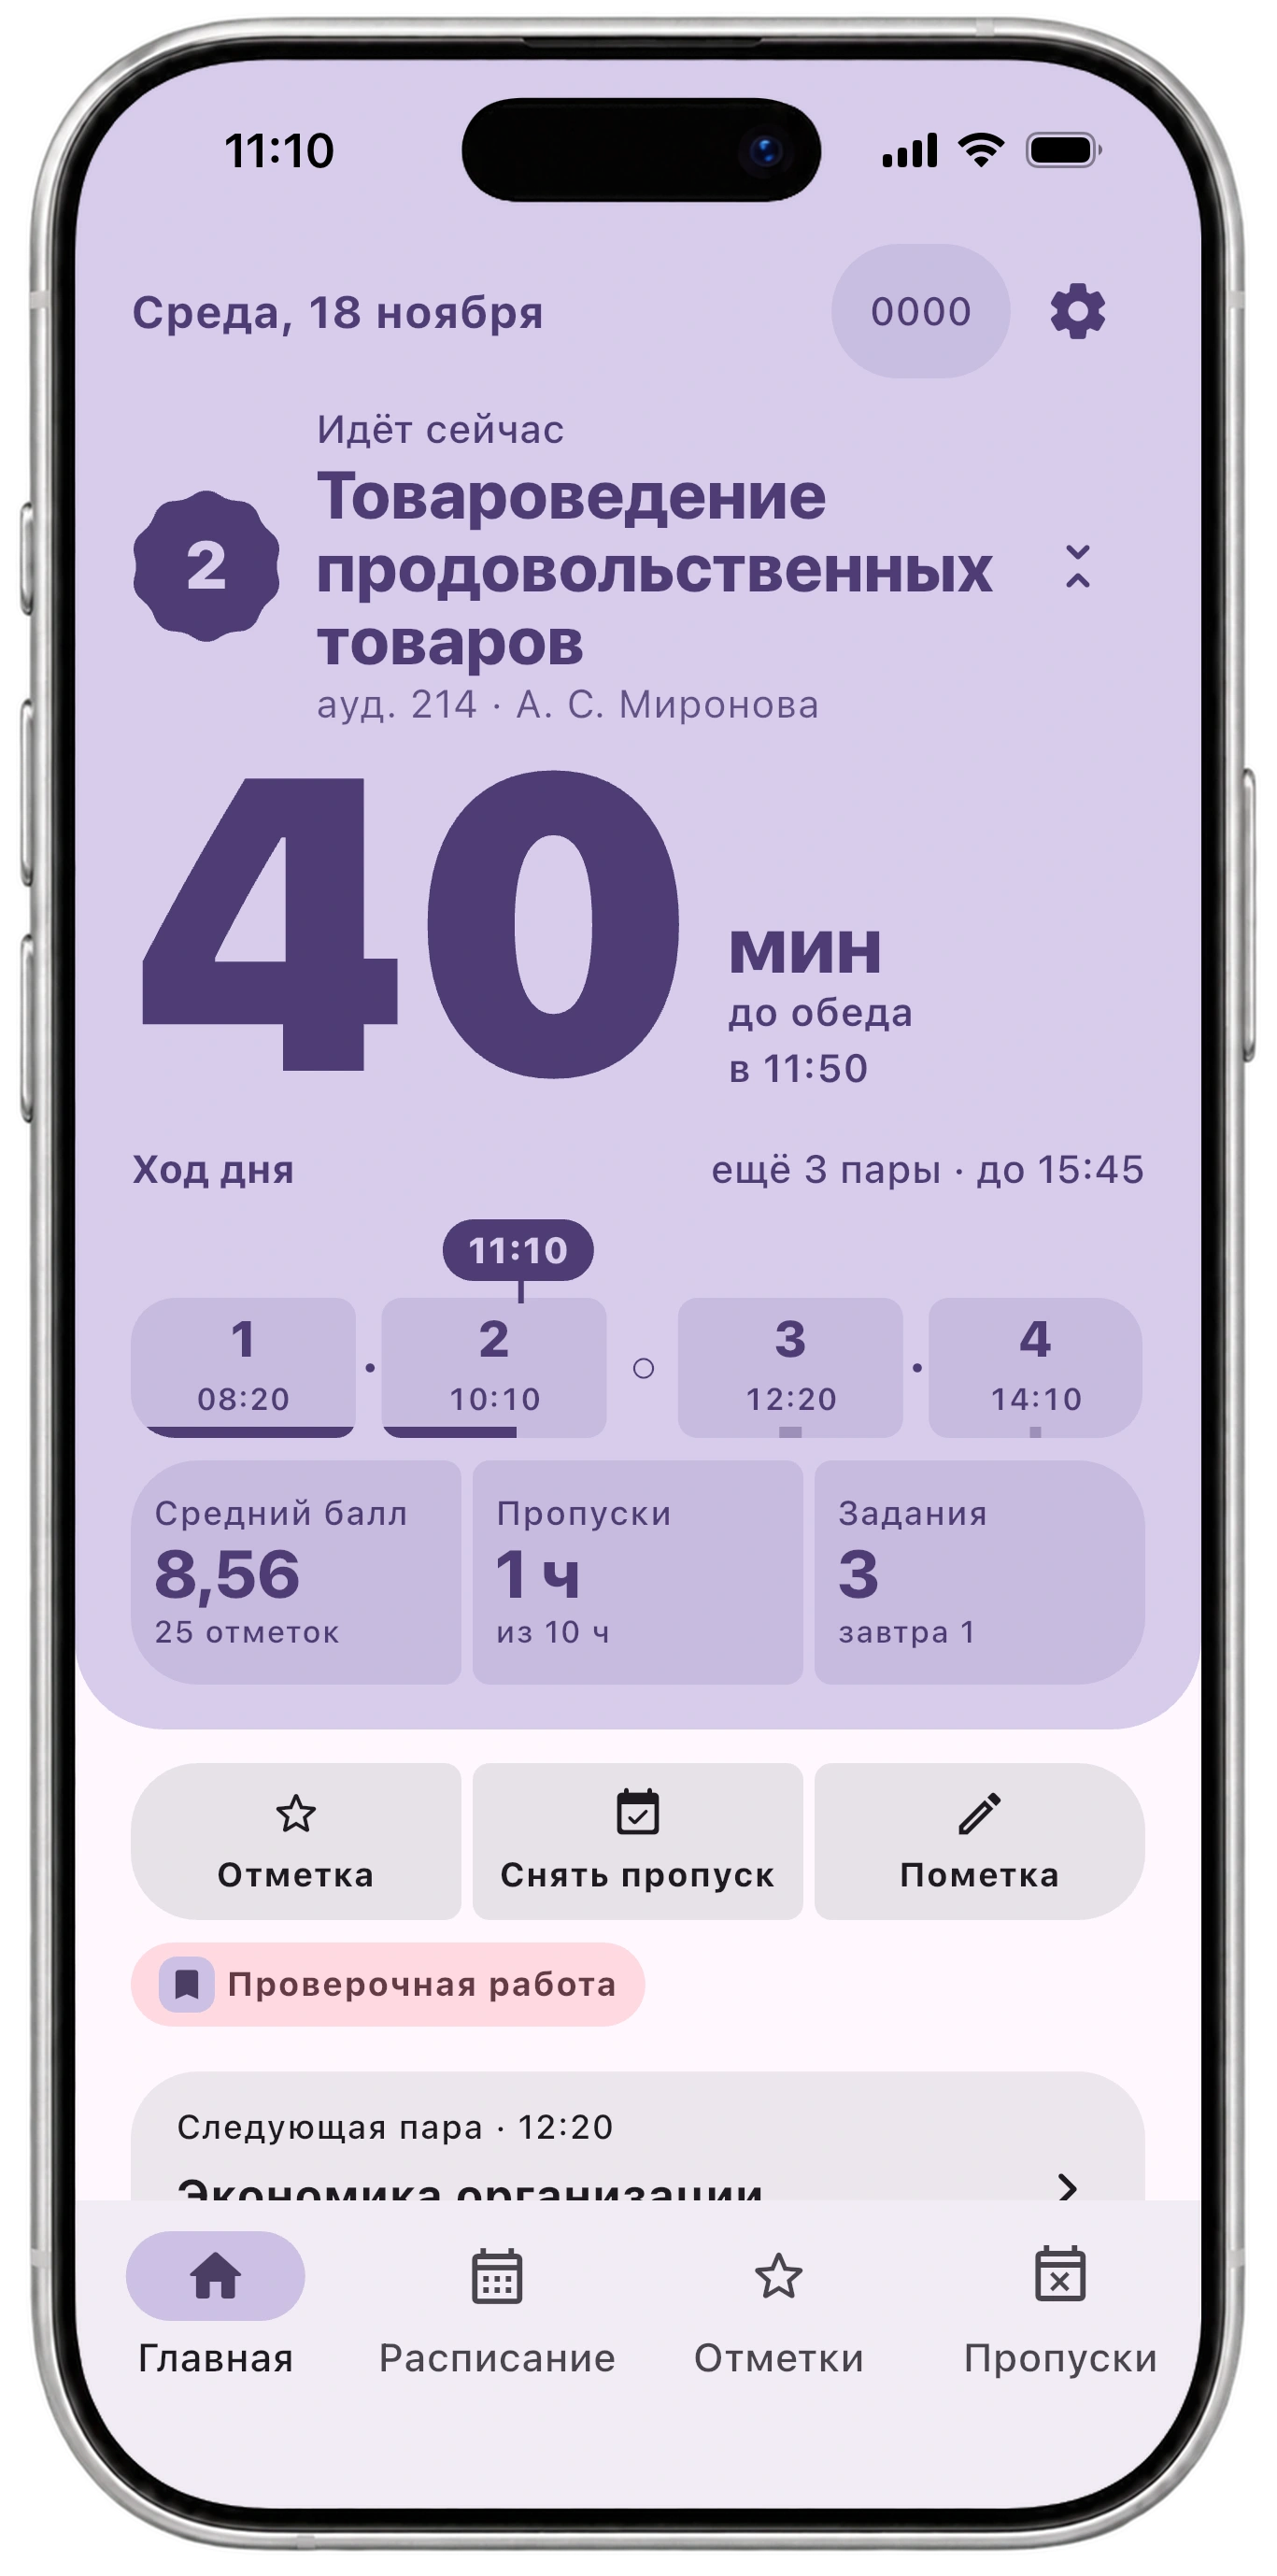 11:10
Среда, 18 ноября
0000
Идёт сейчас
2
Товароведение
продовольственных
товаров
ауд. 214 · А. С. Миронова
40 мин
до обеда
в 11:50
Ход дня
ещё 3 пары · до 15:45
11:10
1 2 3 4
08:20 10:10 12:20 14:10
Средний балл Пропуски Задания
8,56 1 ч 3
25 отметок из 10 ч завтра 1
Отметка Снять пропуск Пометка
Проверочная работа
Следующая пара · 12:20
Экономика организации
Главная Расписание Отметки Пропуски